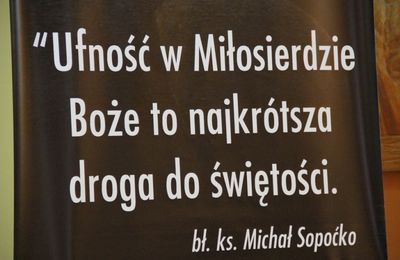 “Ufność w Miłosierdzie
Boże to najkrótsza
droga do świętości.
bł. ks. Michał Sopoćko